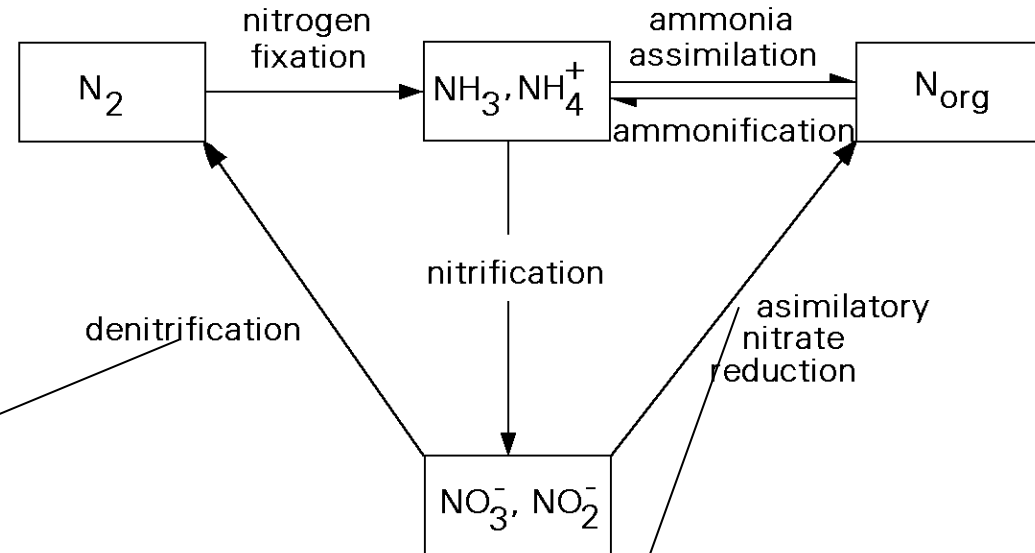 nitrogen
fixation
ammonia
assimilation
N2
NH3, NH4+
Norg
ammonification
nitrification
denitrification
asimilatory
nitrate
reduction
NO3-, NO2-